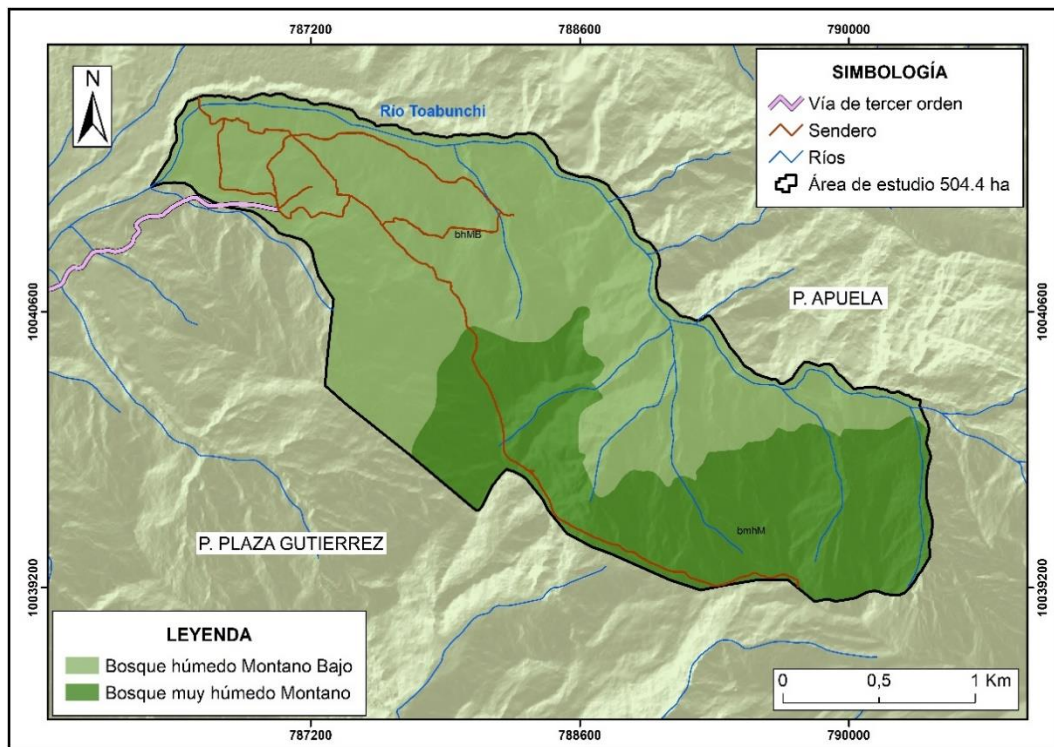 787200
788600
790000
N
SIMBOLOGÍA
Vía de tercer orden
Sendero
Ríos
Área de estudio 504.4 ha
Río Toabunchi
bhMB
10040600
10040600
P. APUELA
P. PLAZA GUTIERREZ
bmhM
10039200
10039200
LEYENDA
Bosque húmedo Montano Bajo
Bosque muy húmedo Montano
0
0,5
1 Km
787200
788600
790000